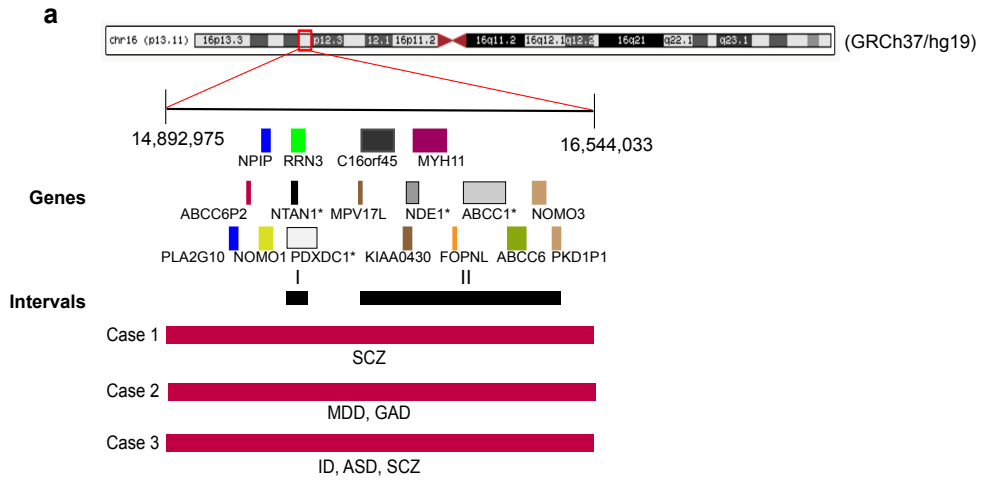 a
chr16 (p13.11) 16p13.3 p12.3 12.1 16p11.2 16q11.2 16q12.1 q12.2 16q21 q22.1 q23.1 (GRCh37/hg19)
14,892,975 16,544,033
NPIP RRN3 C16orf45 MYH11
Genes
ABCC6P2 NTAN1* MPV17L NDE1* ABCC1* NOMO3
PLA2G10 NOMO1 PDXDC1* KIAA0430 FOPNL ABCC6 PKD1P1
I II
Intervals
Case 1
SCZ
Case 2
MDD, GAD
Case 3
ID, ASD, SCZ